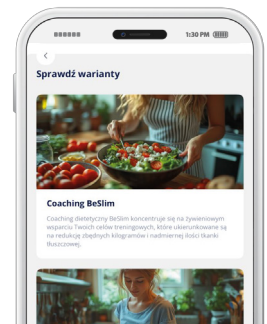 1:30 PM
Sprawdź warianty
Coaching BeSlim
Coaching dietetyczny BeSlim koncentruje się na żywieniowym
wsparciu Twoich celów treningowych, które ukierunkowane są
na redukcję zbędnych kilogramów i nadmiernej ilości tkanki
tłuszczowej.